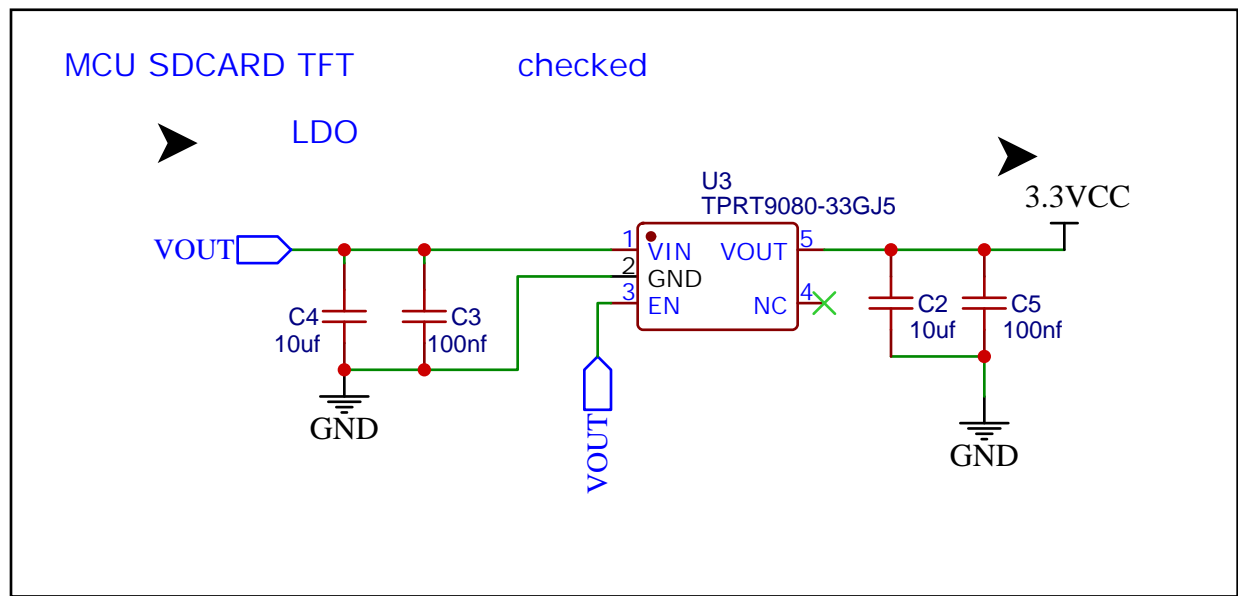 MCU SDCARD TFT checked
LDO
U3
TPRT9080-33GJ5
3.3VCC
VOUT
1 VIN VOUT 5
2 GND
3 EN NC 4
C4
10uf
C3
100nf
C2
10uf
C5
100nf
GND
VOUT
GND